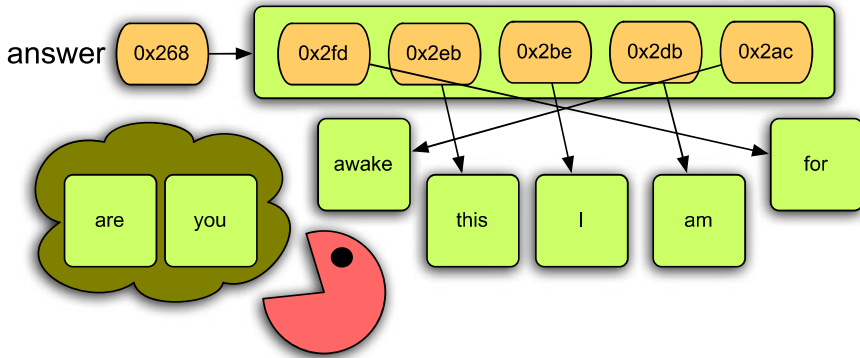 answer 0x268 0x2fd 0x2eb 0x2be 0x2db 0x2ac
awake for
are you this I am